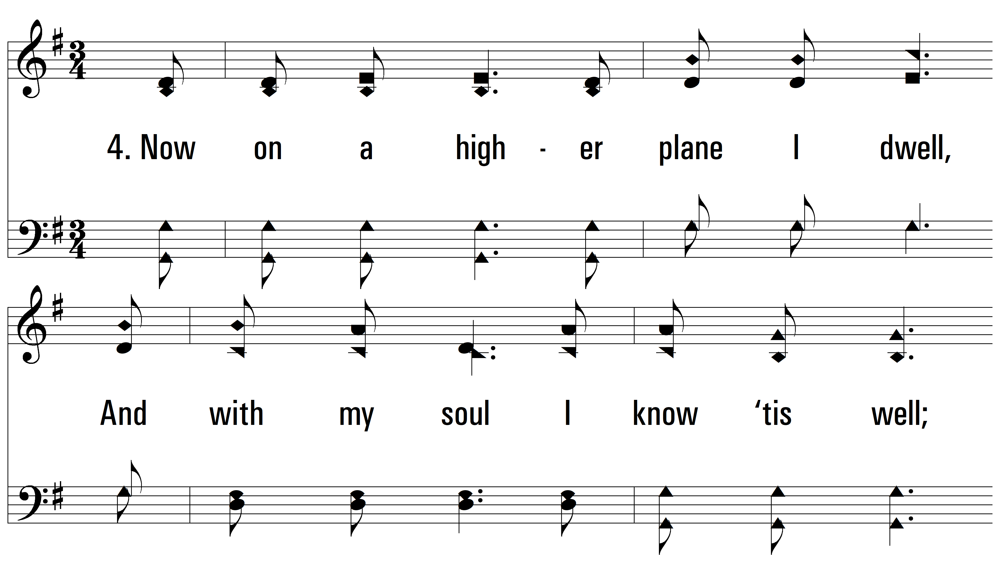 4. Now on a high - er plane I dwell,
And with my soul I know ‘tis well;